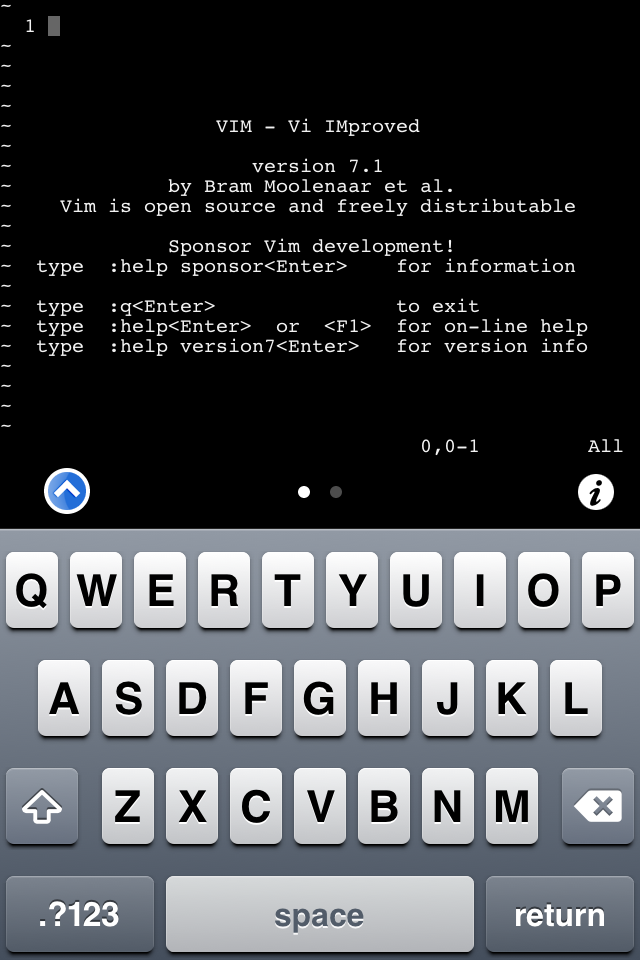 ~
1
~
~
~
~
~ VIM - Vi IMproved
~
~ version 7.1
~ by Bram Moolenaar et al.
~ Vim is open source and freely distributable
~
~ Sponsor Vim development!
~ type :help sponsor<Enter> for information
~
~ type :q<Enter> to exit
~ type :help<Enter> or <F1> for on-line help
~ type :help version7<Enter> for version info
~
~
~
~
0,0-1 All
i
Q W E R T Y U I O P
A S D F G H J K L
Z X C V B N M
.?123 space return